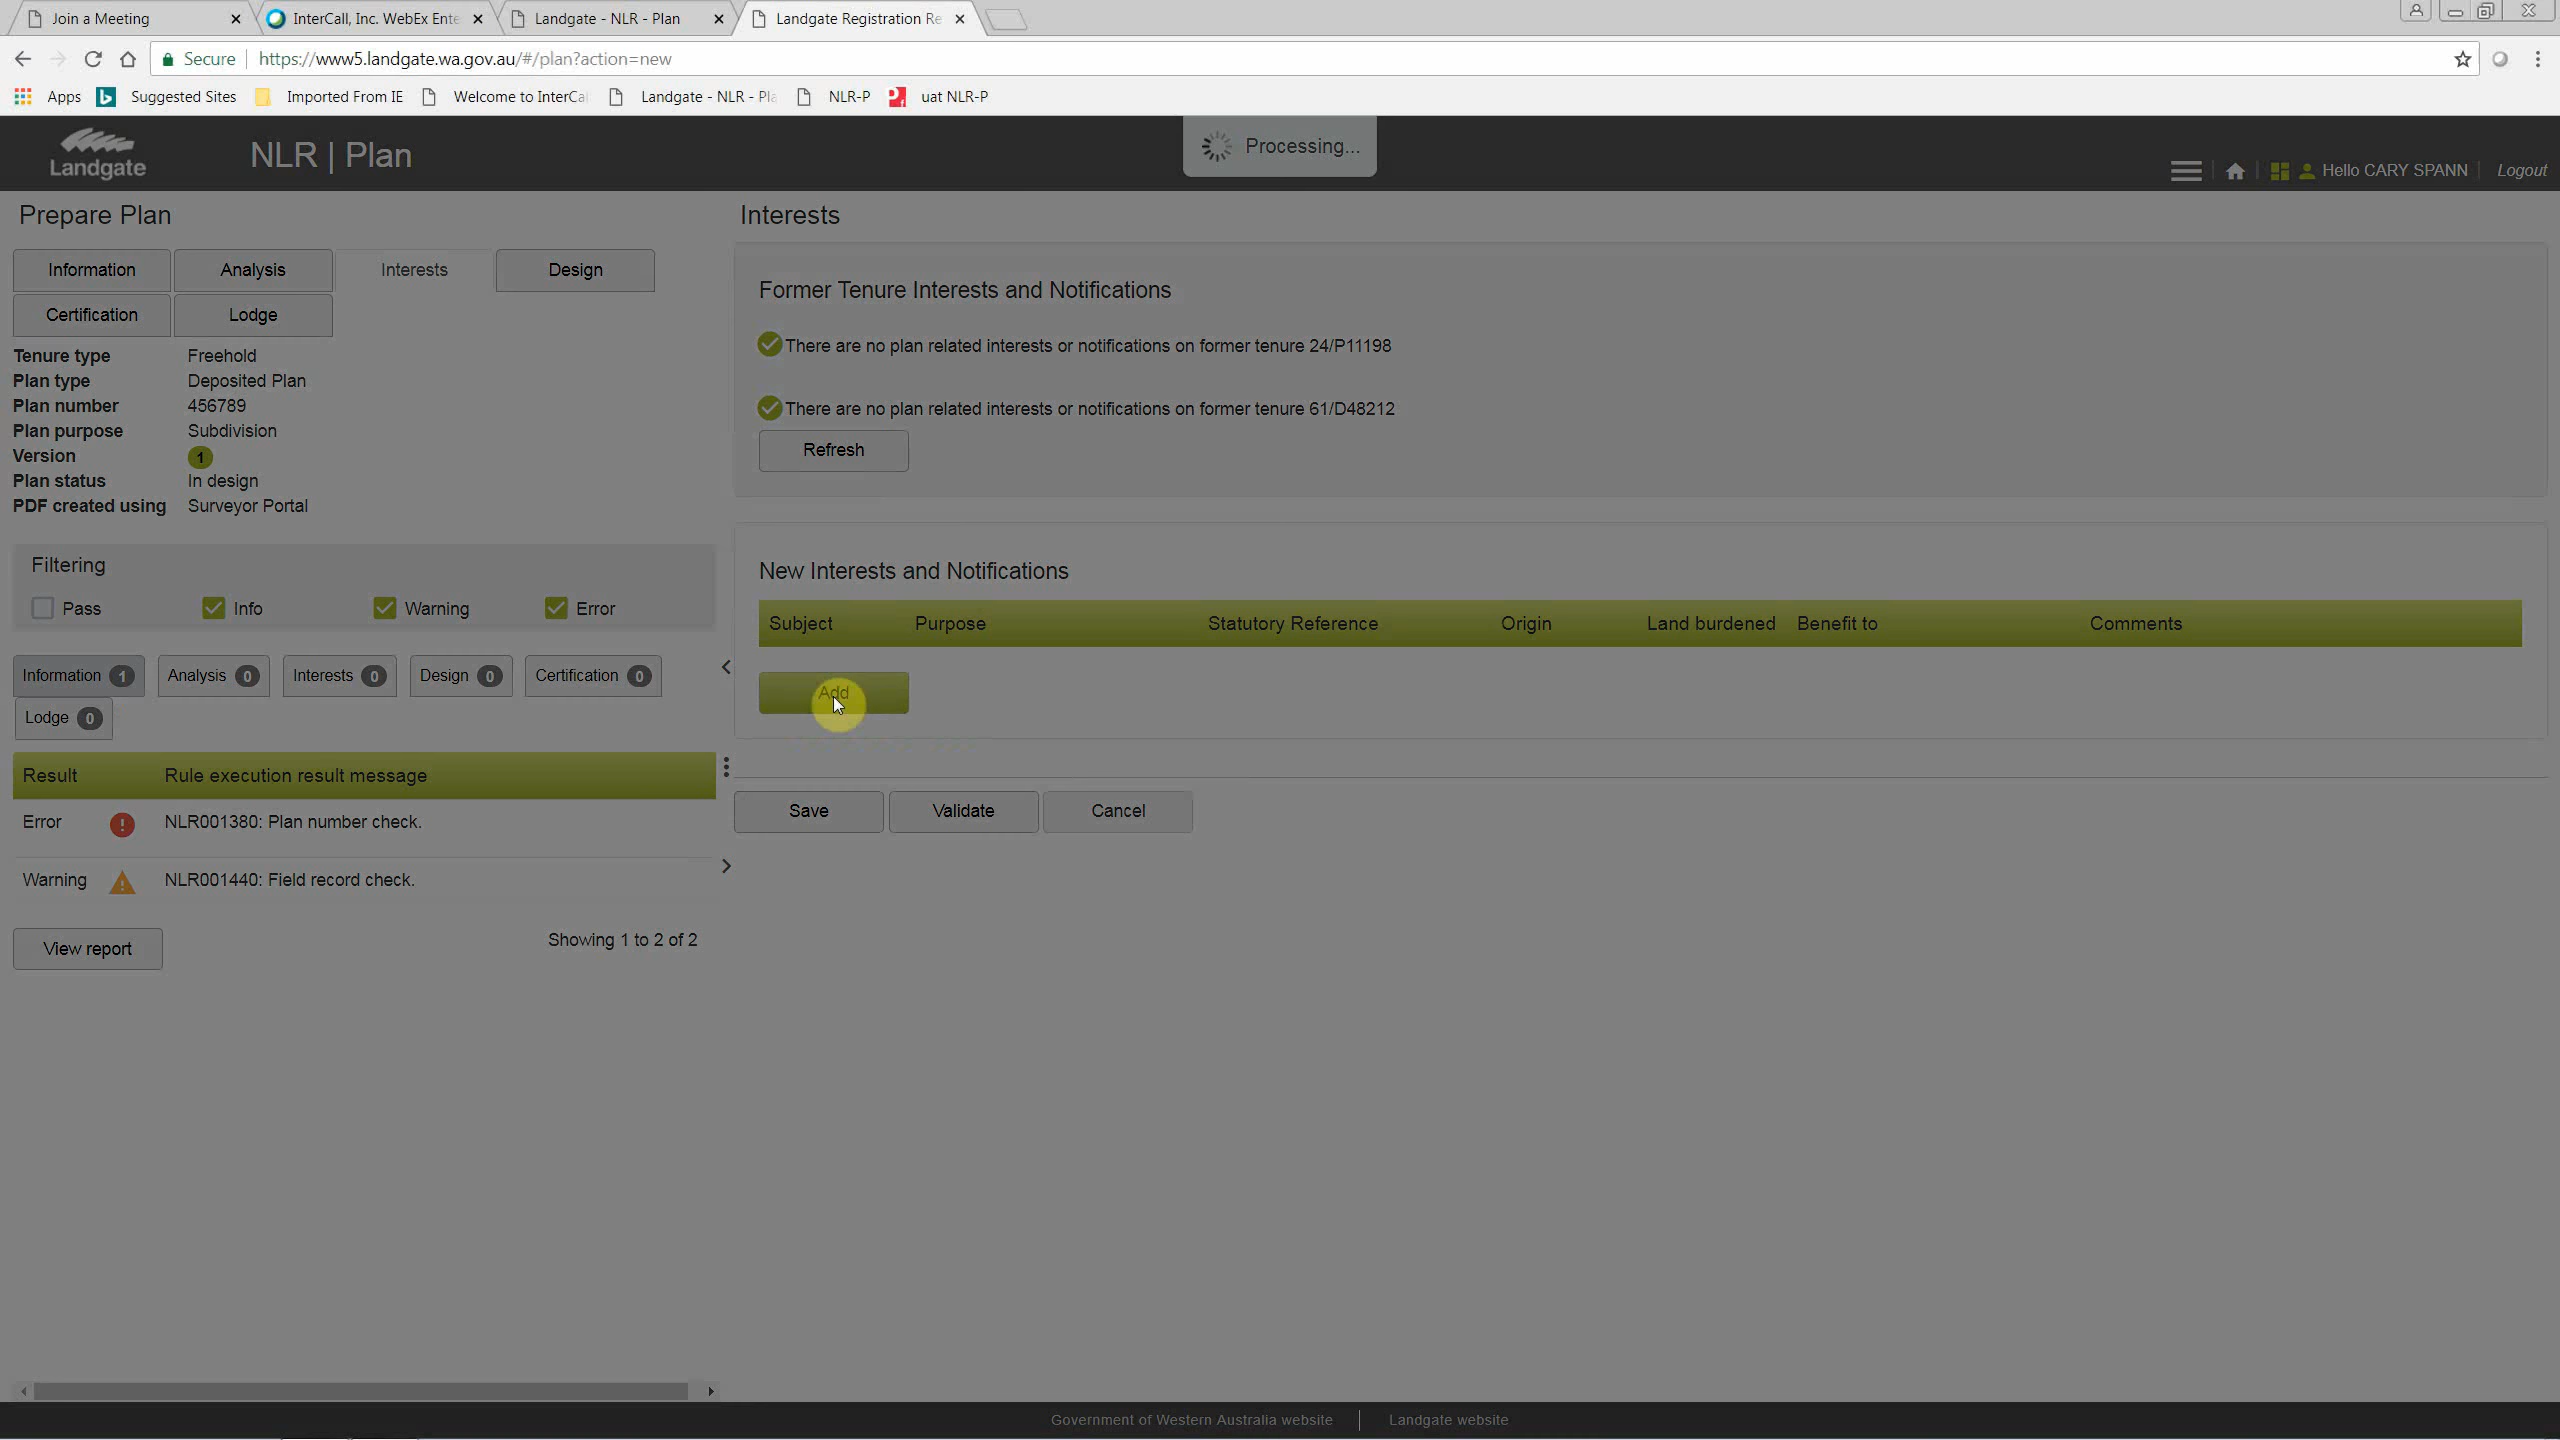 Join a Meeting
InterCall, Inc. WebEx Ente
Landgate - NLR - Plan
Landgate Registration Re
Secure
https://www5.landgate.wa.gov.au/#/plan?action=new
Apps
Suggested Sites
Imported From IE
Welcome to InterCa
Landgate - NLR - Pla
NLR-P
uat NLR-P
Landgate
NLR | Plan
Processing...
Hello CARY SPANN
Logout
Prepare Plan
Information
Analysis
Interests
Design
Certification
Lodge
Tenure type Freehold
Plan type Deposited Plan
Plan number 456789
Plan purpose Subdivision
Version 1
Plan status In design
PDF created using Surveyor Portal
Filtering
Pass
Info
Warning
Error
Information 1
Analysis 0
Interests 0
Design 0
Certification 0
Lodge 0
Result Rule execution result message
Error NLR001380: Plan number check.
Warning NLR001440: Field record check.
View report
Showing 1 to 2 of 2
Interests
Former Tenure Interests and Notifications
There are no plan related interests or notifications on former tenure 24/P11198
There are no plan related interests or notifications on former tenure 61/D48212
Refresh
New Interests and Notifications
Subject Purpose Statutory Reference Origin Land burdened Benefit to Comments
Add
Save
Validate
Cancel
Government of Western Australia website
Landgate website